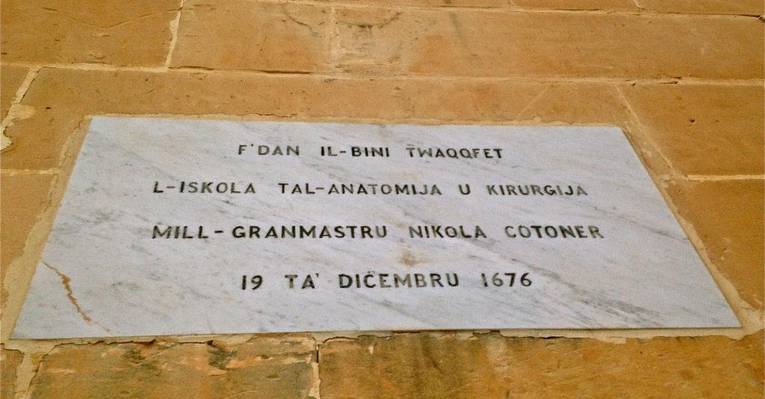 F'DAN IL-BINI TWAQQFET
L-ISKOLA TAL-ANATOMIJA U KIRURGIJA
MILL-GRANMASTRU NIKOLA COTONER
19 TA' DIĊEMBRU 1676